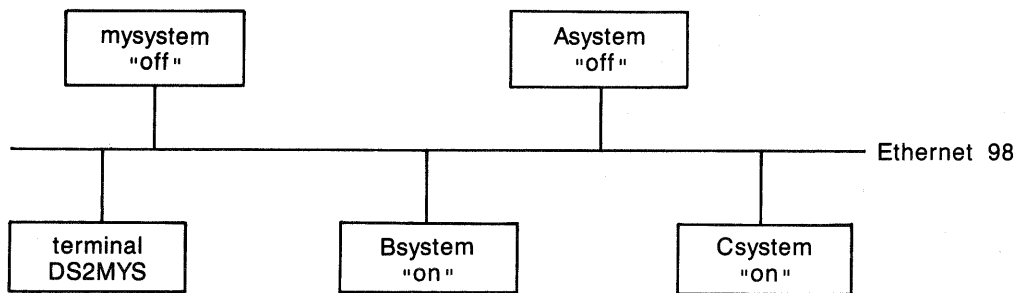 mysystem
"off"
Asystem
"off"
Ethernet 98
terminal
DS2MYS
Bsystem
"on"
Csystem
"on"